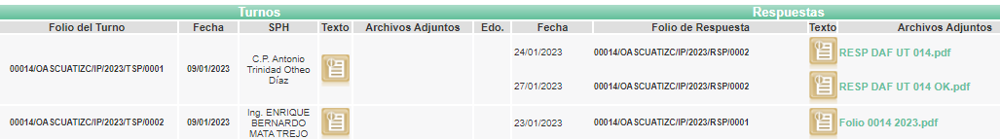 Turnos Respuestas
Folio del Turno Fecha SPH Texto Archivos Adjuntos Edo. Fecha Folio de Respuesta Texto Archivos Adjuntos
00014/OASCUATIZC/IP/2023/TSP/0001 09/01/2023 C.P. Antonio
Trinidad Otheo
Díaz
24/01/2023 00014/OASCUATIZC/IP/2023/RSP/0002 RESP DAF UT 014.pdf
27/01/2023 00014/OASCUATIZC/IP/2023/RSP/0002 RESP DAF UT 014 OK.pdf
00014/OASCUATIZC/IP/2023/TSP/0002 09/01/2023 Ing. ENRIQUE
BERNARDO
MATA TREJO
23/01/2023 00014/OASCUATIZC/IP/2023/RSP/0001 Folio 0014 2023.pdf